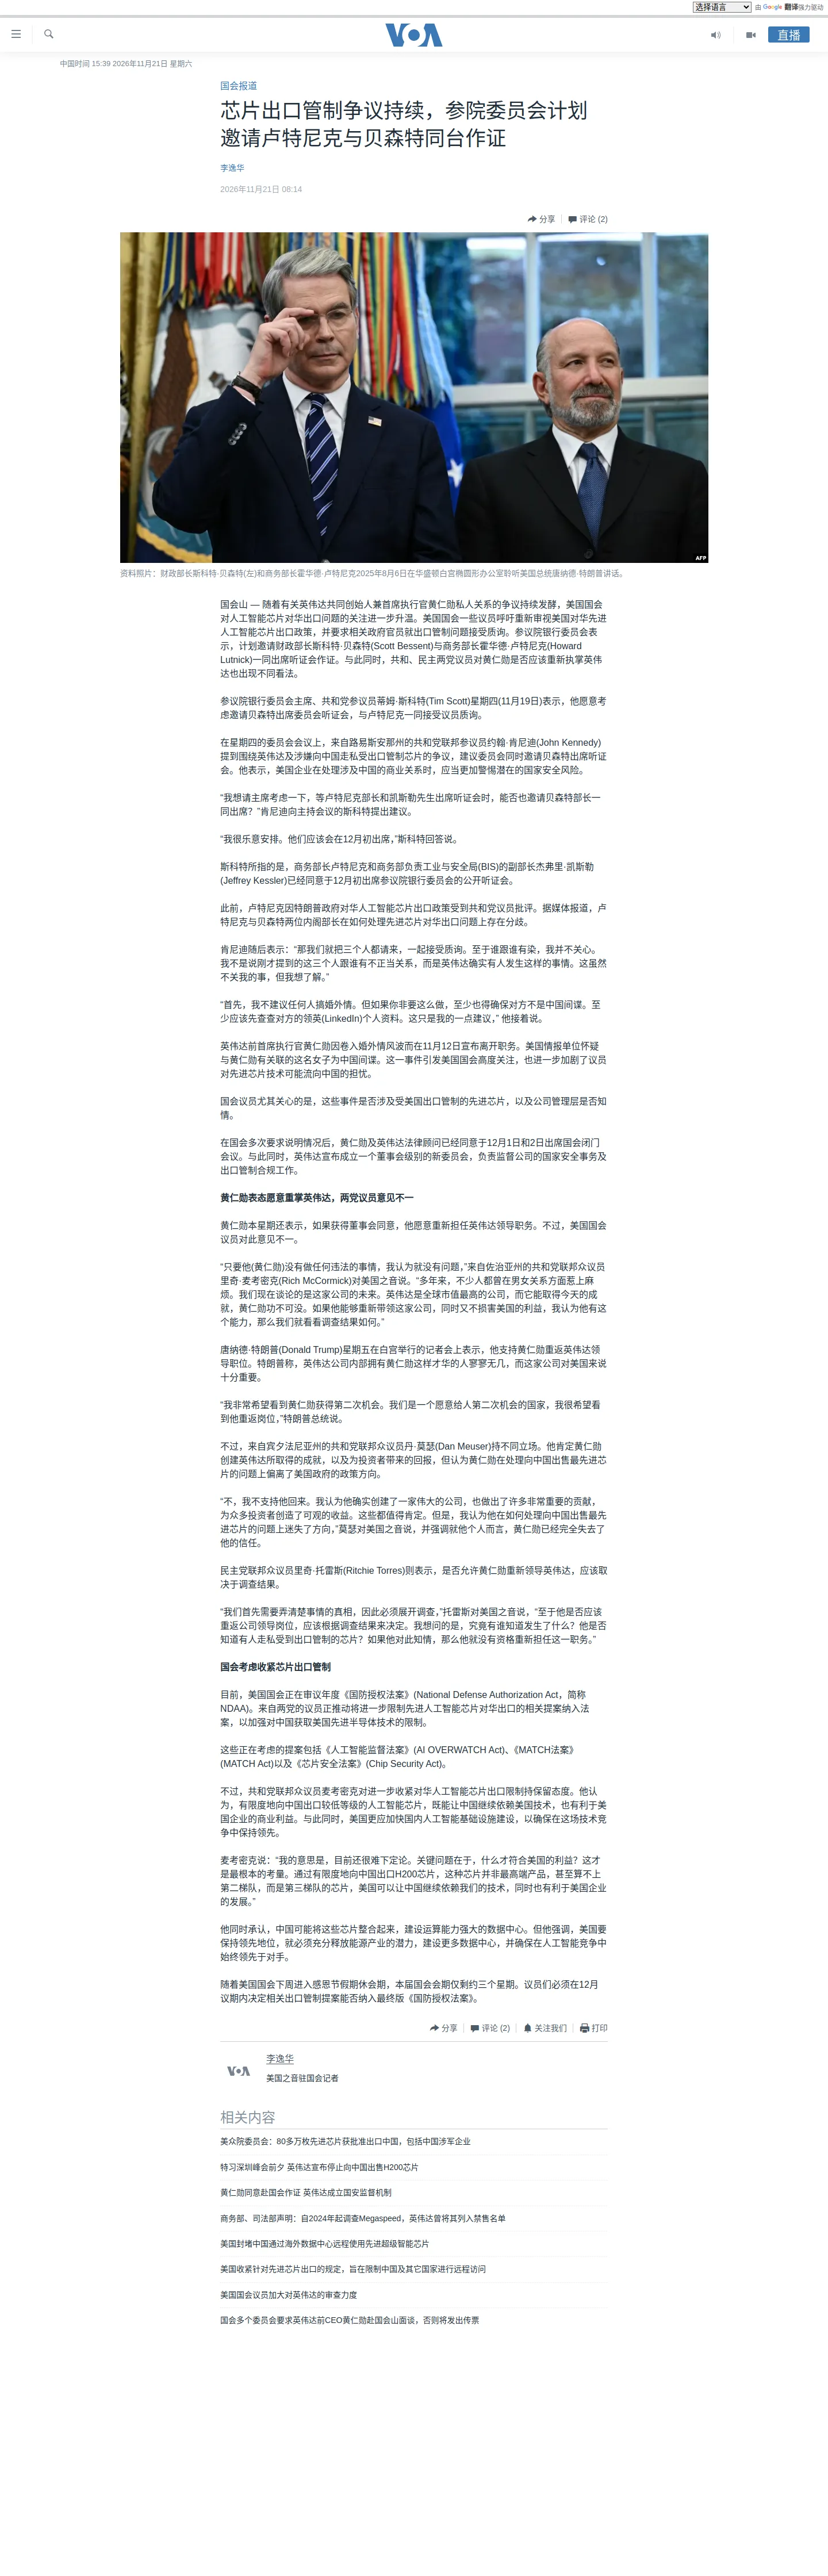 选择语言 由 Google 翻译强力驱动
VOA
直播
中国时间 15:39 2026年11月21日 星期六
国会报道
芯片出口管制争议持续，参院委员会计划
邀请卢特尼克与贝森特同台作证
李逸华
2026年11月21日 08:14
分享 评论 (2)
AFP
资料照片：财政部长斯科特·贝森特(左)和商务部长霍华德·卢特尼克2025年8月6日在华盛顿白宫椭圆形办公室聆听美国总统唐纳德·特朗普讲话。
国会山 — 随着有关英伟达共同创始人兼首席执行官黄仁勋私人关系的争议持续发酵，美国国会
对人工智能芯片对华出口问题的关注进一步升温。美国国会一些议员呼吁重新审视美国对华先进
人工智能芯片出口政策，并要求相关政府官员就出口管制问题接受质询。参议院银行委员会表
示，计划邀请财政部长斯科特·贝森特(Scott Bessent)与商务部长霍华德·卢特尼克(Howard
Lutnick)一同出席听证会作证。与此同时，共和、民主两党议员对黄仁勋是否应该重新执掌英伟
达也出现不同看法。
参议院银行委员会主席、共和党参议员蒂姆·斯科特(Tim Scott)星期四(11月19日)表示，他愿意考
虑邀请贝森特出席委员会听证会，与卢特尼克一同接受议员质询。
在星期四的委员会会议上，来自路易斯安那州的共和党联邦参议员约翰·肯尼迪(John Kennedy)
提到围绕英伟达及涉嫌向中国走私受出口管制芯片的争议，建议委员会同时邀请贝森特出席听证
会。他表示，美国企业在处理涉及中国的商业关系时，应当更加警惕潜在的国家安全风险。
“我想请主席考虑一下，等卢特尼克部长和凯斯勒先生出席听证会时，能否也邀请贝森特部长一
同出席？”肯尼迪向主持会议的斯科特提出建议。
“我很乐意安排。他们应该会在12月初出席，”斯科特回答说。
斯科特所指的是，商务部长卢特尼克和商务部负责工业与安全局(BIS)的副部长杰弗里·凯斯勒
(Jeffrey Kessler)已经同意于12月初出席参议院银行委员会的公开听证会。
此前，卢特尼克因特朗普政府对华人工智能芯片出口政策受到共和党议员批评。据媒体报道，卢
特尼克与贝森特两位内阁部长在如何处理先进芯片对华出口问题上存在分歧。
肯尼迪随后表示：“那我们就把三个人都请来，一起接受质询。至于谁跟谁有染，我并不关心。
我不是说刚才提到的这三个人跟谁有不正当关系，而是英伟达确实有人发生这样的事情。这虽然
不关我的事，但我想了解。”
“首先，我不建议任何人搞婚外情。但如果你非要这么做，至少也得确保对方不是中国间谍。至
少应该先查查对方的领英(LinkedIn)个人资料。这只是我的一点建议，” 他接着说。
英伟达前首席执行官黄仁勋因卷入婚外情风波而在11月12日宣布离开职务。美国情报单位怀疑
与黄仁勋有关联的这名女子为中国间谍。这一事件引发美国国会高度关注，也进一步加剧了议员
对先进芯片技术可能流向中国的担忧。
国会议员尤其关心的是，这些事件是否涉及受美国出口管制的先进芯片，以及公司管理层是否知
情。
在国会多次要求说明情况后，黄仁勋及英伟达法律顾问已经同意于12月1日和2日出席国会闭门
会议。与此同时，英伟达宣布成立一个董事会级别的新委员会，负责监督公司的国家安全事务及
出口管制合规工作。
黄仁勋表态愿意重掌英伟达，两党议员意见不一
黄仁勋本星期还表示，如果获得董事会同意，他愿意重新担任英伟达领导职务。不过，美国国会
议员对此意见不一。
“只要他(黄仁勋)没有做任何违法的事情，我认为就没有问题，”来自佐治亚州的共和党联邦众议员
里奇·麦考密克(Rich McCormick)对美国之音说。“多年来，不少人都曾在男女关系方面惹上麻
烦。我们现在谈论的是这家公司的未来。英伟达是全球市值最高的公司，而它能取得今天的成
就，黄仁勋功不可没。如果他能够重新带领这家公司，同时又不损害美国的利益，我认为他有这
个能力，那么我们就看看调查结果如何。”
唐纳德·特朗普(Donald Trump)星期五在白宫举行的记者会上表示，他支持黄仁勋重返英伟达领
导职位。特朗普称，英伟达公司内部拥有黄仁勋这样才华的人寥寥无几，而这家公司对美国来说
十分重要。
“我非常希望看到黄仁勋获得第二次机会。我们是一个愿意给人第二次机会的国家，我很希望看
到他重返岗位，”特朗普总统说。
不过，来自宾夕法尼亚州的共和党联邦众议员丹·莫瑟(Dan Meuser)持不同立场。他肯定黄仁勋
创建英伟达所取得的成就，以及为投资者带来的回报，但认为黄仁勋在处理向中国出售最先进芯
片的问题上偏离了美国政府的政策方向。
“不，我不支持他回来。我认为他确实创建了一家伟大的公司，也做出了许多非常重要的贡献，
为众多投资者创造了可观的收益。这些都值得肯定。但是，我认为他在如何处理向中国出售最先
进芯片的问题上迷失了方向，”莫瑟对美国之音说，并强调就他个人而言，黄仁勋已经完全失去了
他的信任。
民主党联邦众议员里奇·托雷斯(Ritchie Torres)则表示，是否允许黄仁勋重新领导英伟达，应该取
决于调查结果。
“我们首先需要弄清楚事情的真相，因此必须展开调查，”托雷斯对美国之音说，“至于他是否应该
重返公司领导岗位，应该根据调查结果来决定。我想问的是，究竟有谁知道发生了什么？他是否
知道有人走私受到出口管制的芯片？如果他对此知情，那么他就没有资格重新担任这一职务。”
国会考虑收紧芯片出口管制
目前，美国国会正在审议年度《国防授权法案》(National Defense Authorization Act，简称
NDAA)。来自两党的议员正推动将进一步限制先进人工智能芯片对华出口的相关提案纳入法
案，以加强对中国获取美国先进半导体技术的限制。
这些正在考虑的提案包括《人工智能监督法案》(AI OVERWATCH Act)、《MATCH法案》
(MATCH Act)以及《芯片安全法案》(Chip Security Act)。
不过，共和党联邦众议员麦考密克对进一步收紧对华人工智能芯片出口限制持保留态度。他认
为，有限度地向中国出口较低等级的人工智能芯片，既能让中国继续依赖美国技术，也有利于美
国企业的商业利益。与此同时，美国更应加快国内人工智能基础设施建设，以确保在这场技术竞
争中保持领先。
麦考密克说：“我的意思是，目前还很难下定论。关键问题在于，什么才符合美国的利益？这才
是最根本的考量。通过有限度地向中国出口H200芯片，这种芯片并非最高端产品，甚至算不上
第二梯队，而是第三梯队的芯片，美国可以让中国继续依赖我们的技术，同时也有利于美国企业
的发展。”
他同时承认，中国可能将这些芯片整合起来，建设运算能力强大的数据中心。但他强调，美国要
保持领先地位，就必须充分释放能源产业的潜力，建设更多数据中心，并确保在人工智能竞争中
始终领先于对手。
随着美国国会下周进入感恩节假期休会期，本届国会会期仅剩约三个星期。议员们必须在12月
议期内决定相关出口管制提案能否纳入最终版《国防授权法案》。
分享 评论 (2) 关注我们 打印
VOA
李逸华
美国之音驻国会记者
相关内容
美众院委员会：80多万枚先进芯片获批准出口中国，包括中国涉军企业
特习深圳峰会前夕 英伟达宣布停止向中国出售H200芯片
黄仁勋同意赴国会作证 英伟达成立国安监督机制
商务部、司法部声明：自2024年起调查Megaspeed，英伟达曾将其列入禁售名单
美国封堵中国通过海外数据中心远程使用先进超级智能芯片
美国收紧针对先进芯片出口的规定，旨在限制中国及其它国家进行远程访问
美国国会议员加大对英伟达的审查力度
国会多个委员会要求英伟达前CEO黄仁勋赴国会山面谈，否则将发出传票